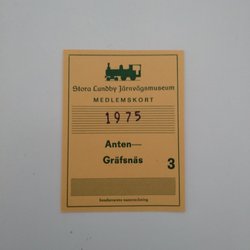 Stora Lundby Järnvägsmuseum
MEDLEMSKORT
1975
Anten—
Gräfsnäs
3